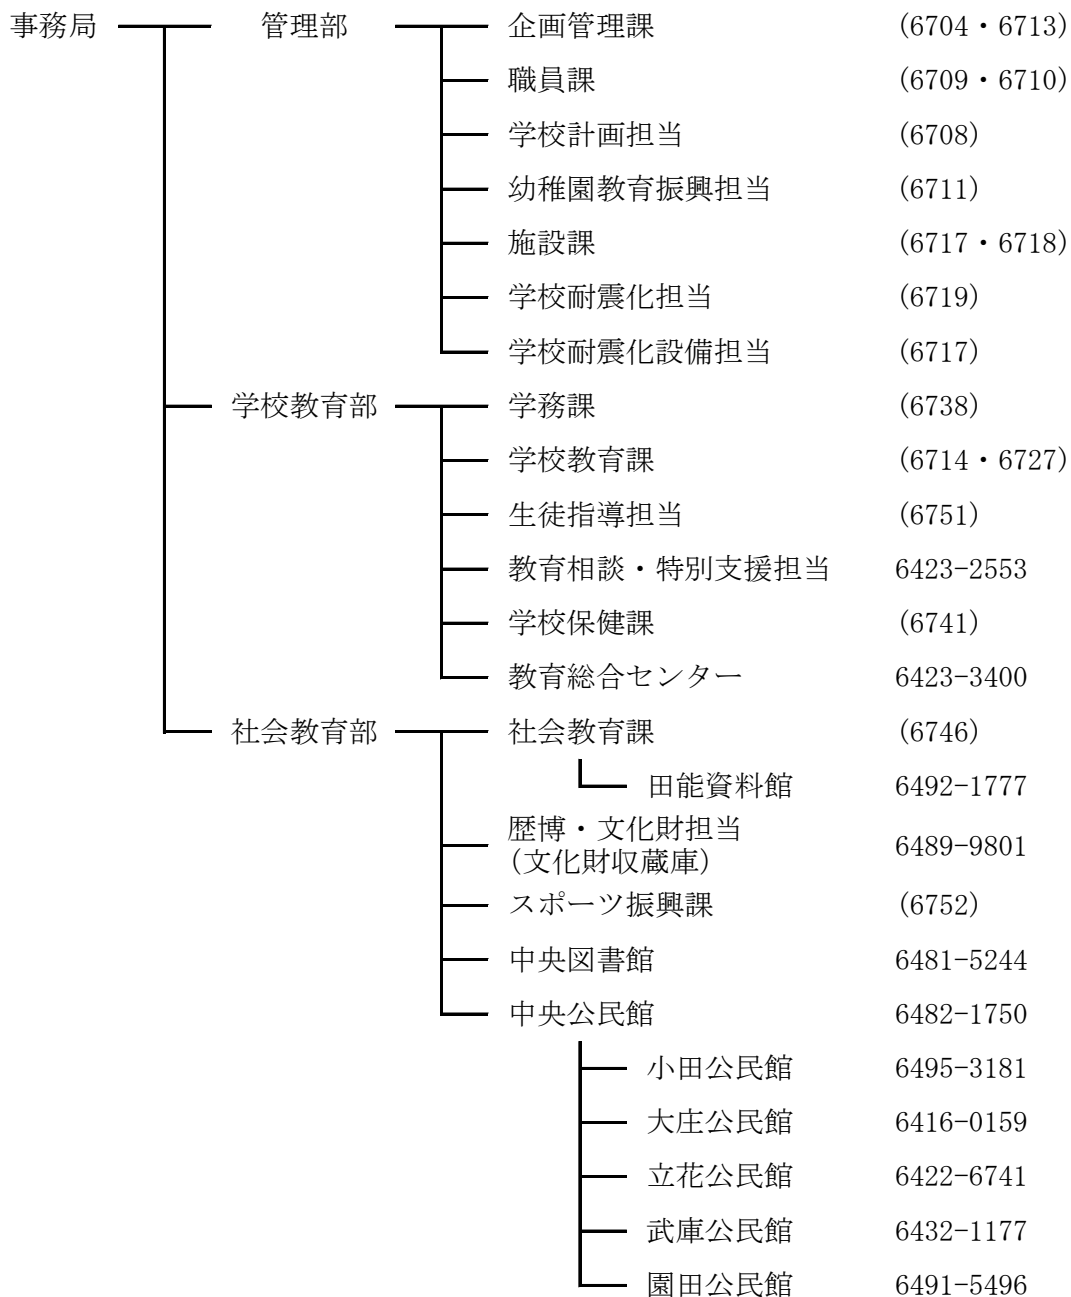 事務局 管理部 企画管理課 (6704・6713)
職員課 (6709・6710)
学校計画担当 (6708)
幼稚園教育振興担当 (6711)
施設課 (6717・6718)
学校耐震化担当 (6719)
学校耐震化設備担当 (6717)
学校教育部 学務課 (6738)
学校教育課 (6714・6727)
生徒指導担当 (6751)
教育相談・特別支援担当 6423-2553
学校保健課 (6741)
教育総合センター 6423-3400
社会教育部 社会教育課 (6746)
田能資料館 6492-1777
歴博・文化財担当
(文化財収蔵庫) 6489-9801
スポーツ振興課 (6752)
中央図書館 6481-5244
中央公民館 6482-1750
小田公民館 6495-3181
大庄公民館 6416-0159
立花公民館 6422-6741
武庫公民館 6432-1177
園田公民館 6491-5496